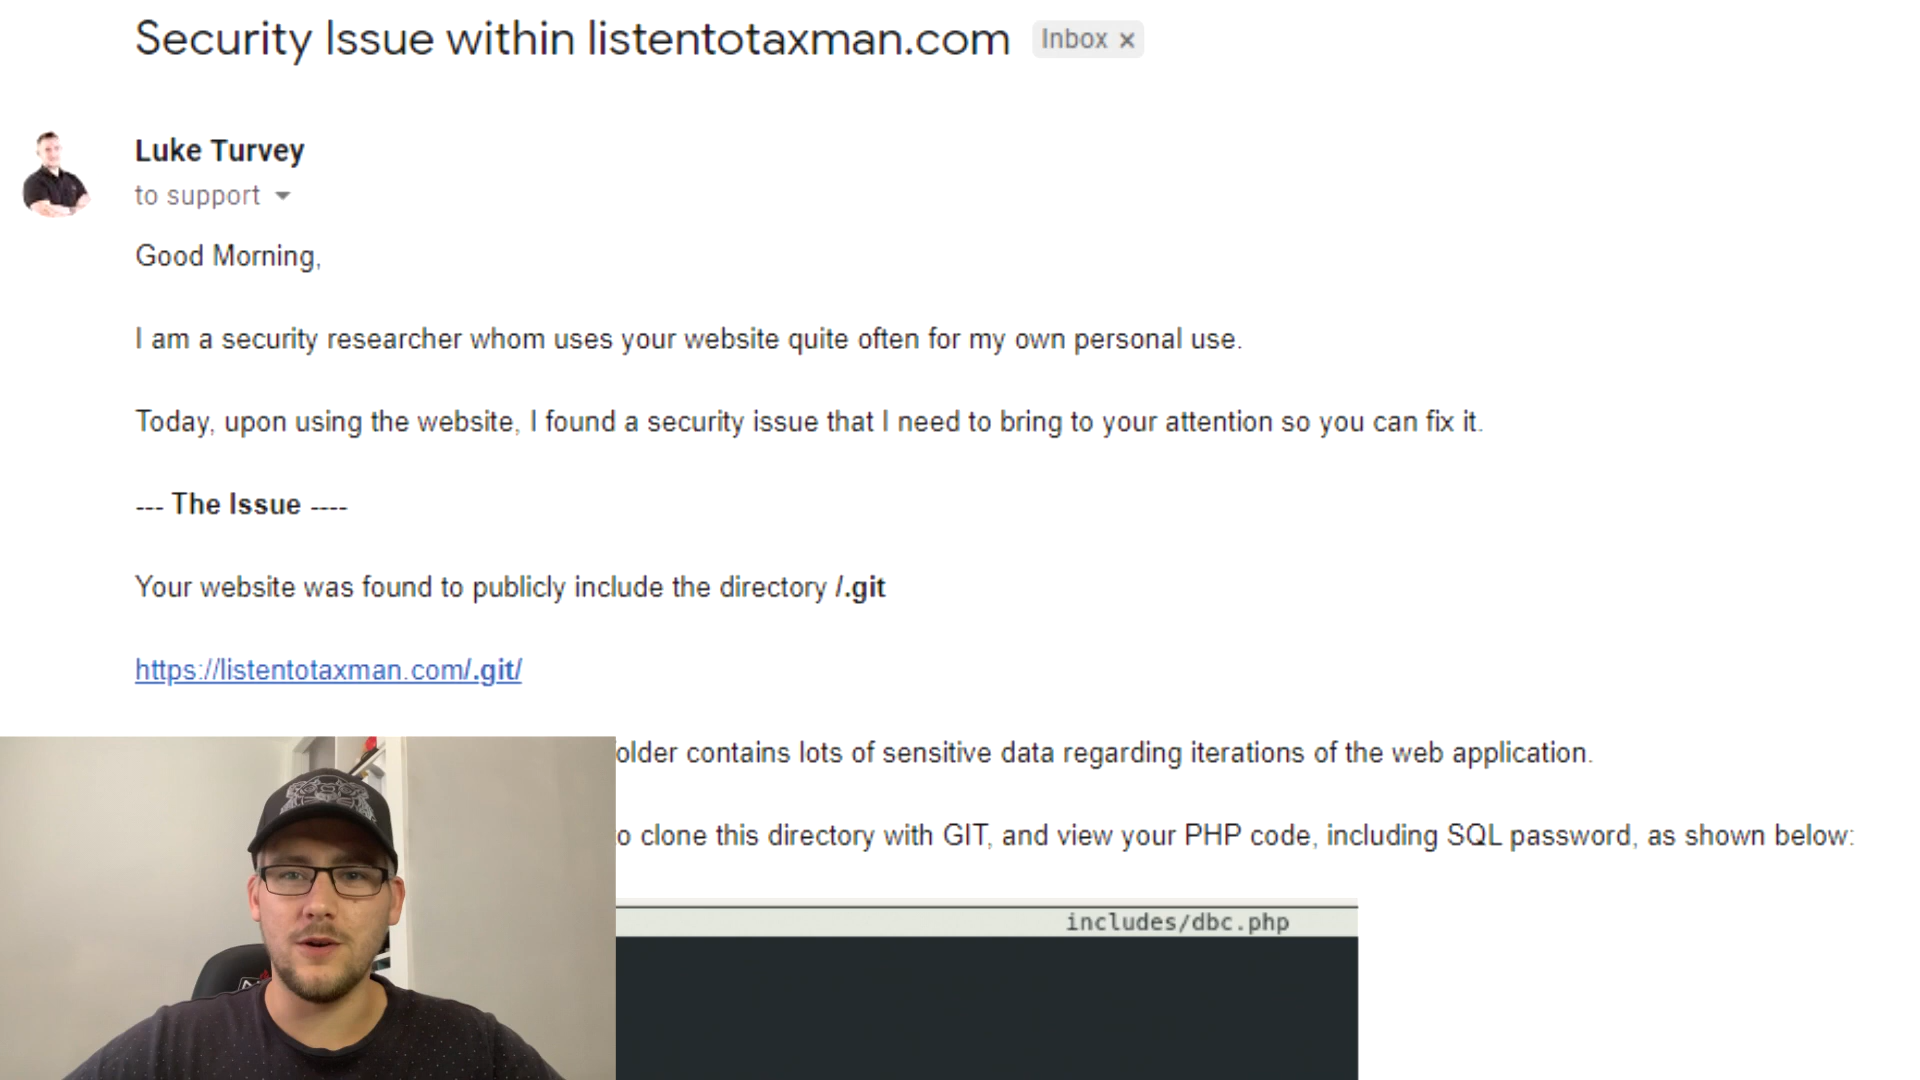 Security Issue within listentotaxman.com Inbox x
Luke Turvey
to support
Good Morning,
I am a security researcher whom uses your website quite often for my own personal use.
Today, upon using the website, I found a security issue that I need to bring to your attention so you can fix it.
--- The Issue ----
Your website was found to publicly include the directory /.git
https://listentotaxman.com/.git/
older contains lots of sensitive data regarding iterations of the web application.
o clone this directory with GIT, and view your PHP code, including SQL password, as shown below:
includes/dbc.php